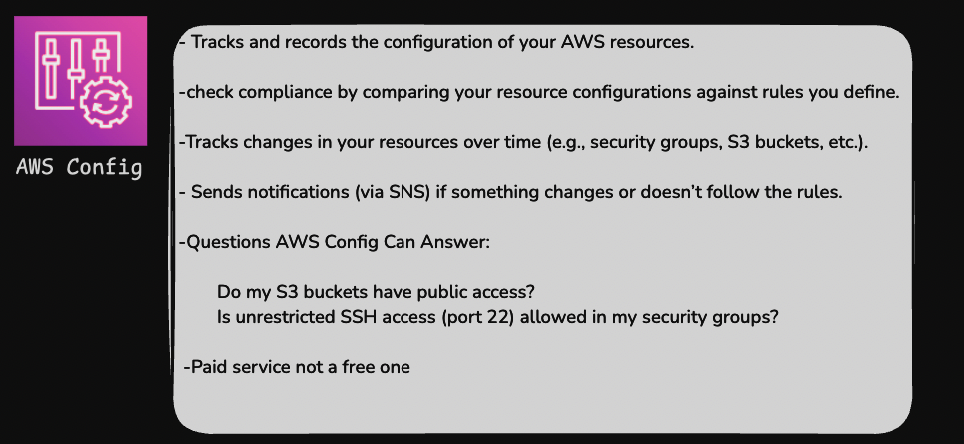 AWS Config
- Tracks and records the configuration of your AWS resources.
-check compliance by comparing your resource configurations against rules you define.
-Tracks changes in your resources over time (e.g., security groups, S3 buckets, etc.).
- Sends notifications (via SNS) if something changes or doesn't follow the rules.
-Questions AWS Config Can Answer:
Do my S3 buckets have public access?
Is unrestricted SSH access (port 22) allowed in my security groups?
-Paid service not a free one